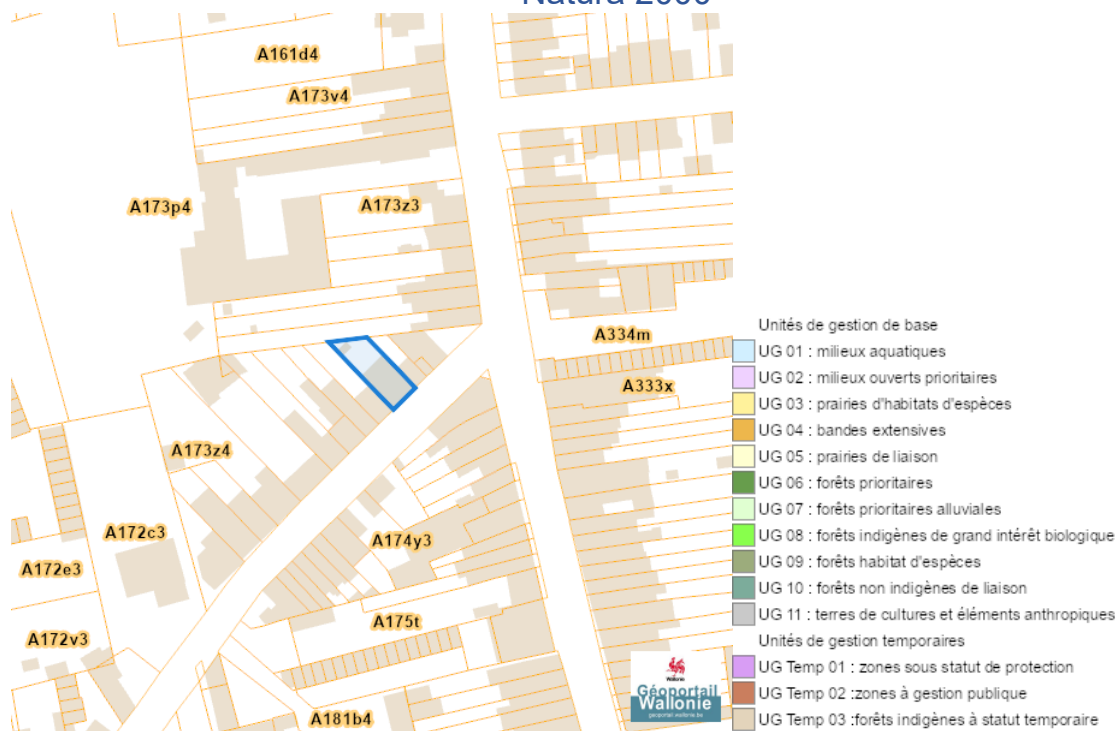 Natura 2000
A161d4
A173v4
A173p4
A173z3
A334m
A333x
A173z4
A172c3
A174y3
A172e3
A175t
A172v3
A181b4
Wallonie
Géoportail
Wallonie
geoportail.wallonie.be
Unités de gestion de base
UG 01 : milieux aquatiques
UG 02 : milieux ouverts prioritaires
UG 03 : prairies d'habitats d'espèces
UG 04 : bandes extensives
UG 05 : prairies de liaison
UG 06 : forêts prioritaires
UG 07 : forêts prioritaires alluviales
UG 08 : forêts indigènes de grand intérêt biologique
UG 09 : forêts habitat d'espèces
UG 10 : forêts non indigènes de liaison
UG 11 : terres de cultures et éléments anthropiques
Unités de gestion temporaires
UG Temp 01 : zones sous statut de protection
UG Temp 02 :zones à gestion publique
UG Temp 03 :forêts indigènes à statut temporaire